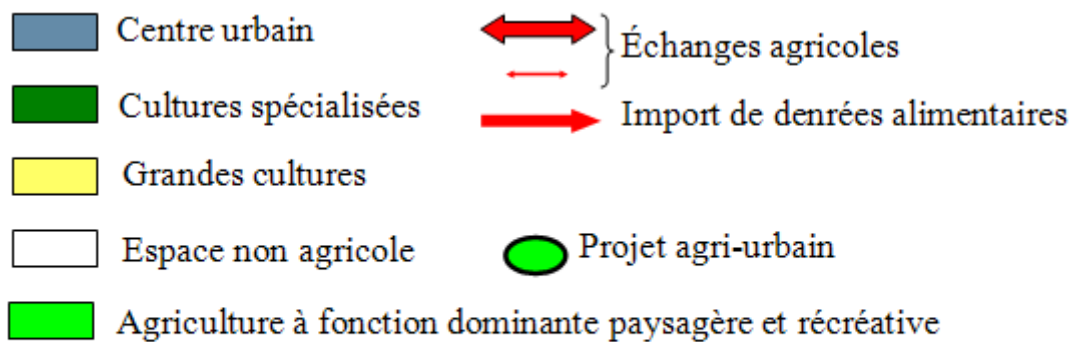 Centre urbain
Échanges agricoles
Cultures spécialisées
Import de denrées alimentaires
Grandes cultures
Espace non agricole
Projet agri-urbain
Agriculture à fonction dominante paysagère et récréative